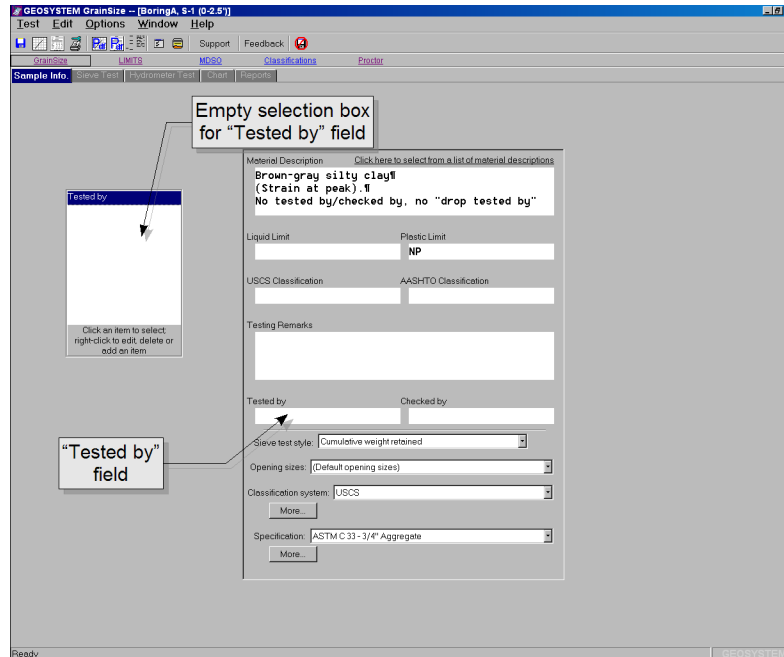 GEOSYSTEM GrainSize -- [BoringA, S-1 (0-2.5')]
Test Edit Options Window Help
Support Feedback
GrainSize LIMITS MDSO Classifications Proctor
Sample Info. Sieve Test Hydrometer Test Chart Reports
Empty selection box
for “Tested by” field
Material Description Click here to select from a list of material descriptions
Brown-gray silty clay¶
(Strain at peak).¶
No tested by/checked by, no "drop tested by"
Tested by
Liquid Limit Plastic Limit
NP
USCS Classification AASHTO Classification
Click an item to select,
right-click to edit, delete or
add an item
Testing Remarks
Tested by Checked by
“Tested by”
field
Sieve test style: Cumulative weight retained
Opening sizes: (Default opening sizes)
Classification system: USCS
More...
Specification: ASTM C 33 - 3/4" Aggregate
More...
Ready GEOSYSTEM